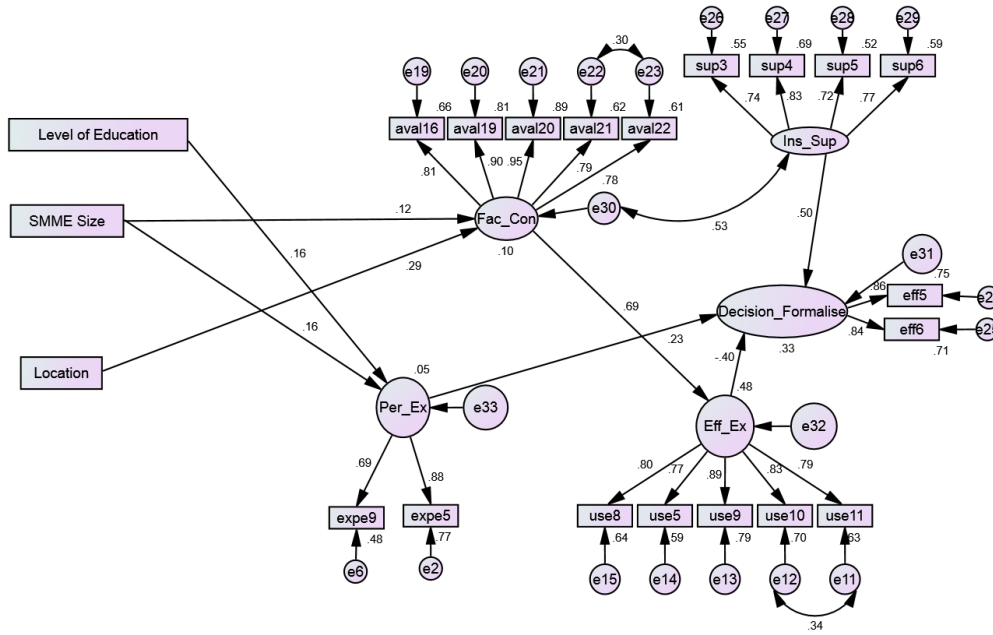 e26 e27 e28 e29
.55 .69 .52 .59
.30
sup3 sup4 sup5 sup6
e19 e20 e21 e22 e23
.74 .83 .72 .77
.66 .81 .89 .62 .61
aval16 aval19 aval20 aval21 aval22
Level of Education
Ins_Sup
.81 .90 .95 .79 .78
SMME Size
.12
Fac_Con
e30
.53
.50
.10
.16
.29
e31
.75
.86
eff5
Decision_Formalise
.69
eff6
.84
.71
.33
.16
.23
-.40
Location
.05
.48
Per_Ex
e33
Eff_Ex
e32
.69 .88
.80 .77 .89 .83 .79
expe9 expe5
use8 use5 use9 use10 use11
.48 .77
.64 .59 .79 .70 .63
e6 e2
e15 e14 e13 e12 e11
.34